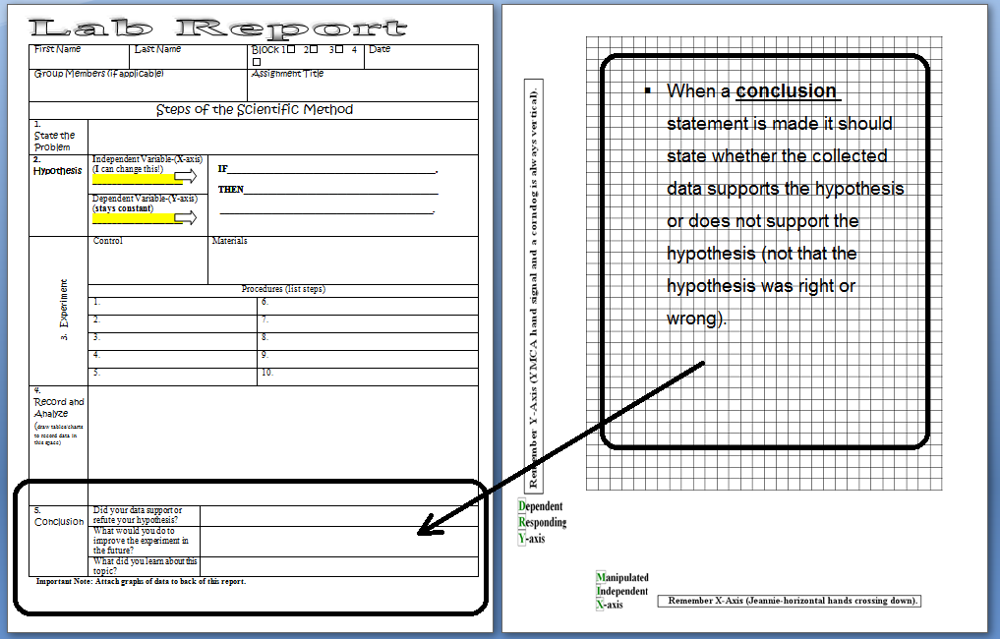 Lab Report
First Name
Last Name
Block 1☐ 2☐ 3☐ 4
☐
Date
Group Members (if applicable)
Assignment Title
Steps of the Scientific Method
1.
State the
Problem
2.
Hypothesis
Independent Variable-(X-axis)
(I can change this!)
Dependent Variable-(Y-axis)
(stays constant)
IF____________________,
THEN____________________
____________________.
3. Experiment
Control
Materials
Procedures (list steps)
1.
6.
2.
7.
3.
8.
4.
9.
5.
10.
4.
Record and
Analyze
(draw tables/charts
to record data in
this space)
5.
Conclusion
Did your data support or
refute your hypothesis?
What would you do to
improve the experiment in
the future?
What did you learn about this
topic?
Important Note: Attach graphs of data to back of this report.
Remember Y-Axis (YMCA hand signal and a corndog is always vertical).
▪ When a conclusion
statement is made it should
state whether the collected
data supports the hypothesis
or does not support the
hypothesis (not that the
hypothesis was right or
wrong).
Dependent
Responding
Y-axis
Manipulated
Independent
X-axis
Remember X-Axis (Jeannie-horizontal hands crossing down).